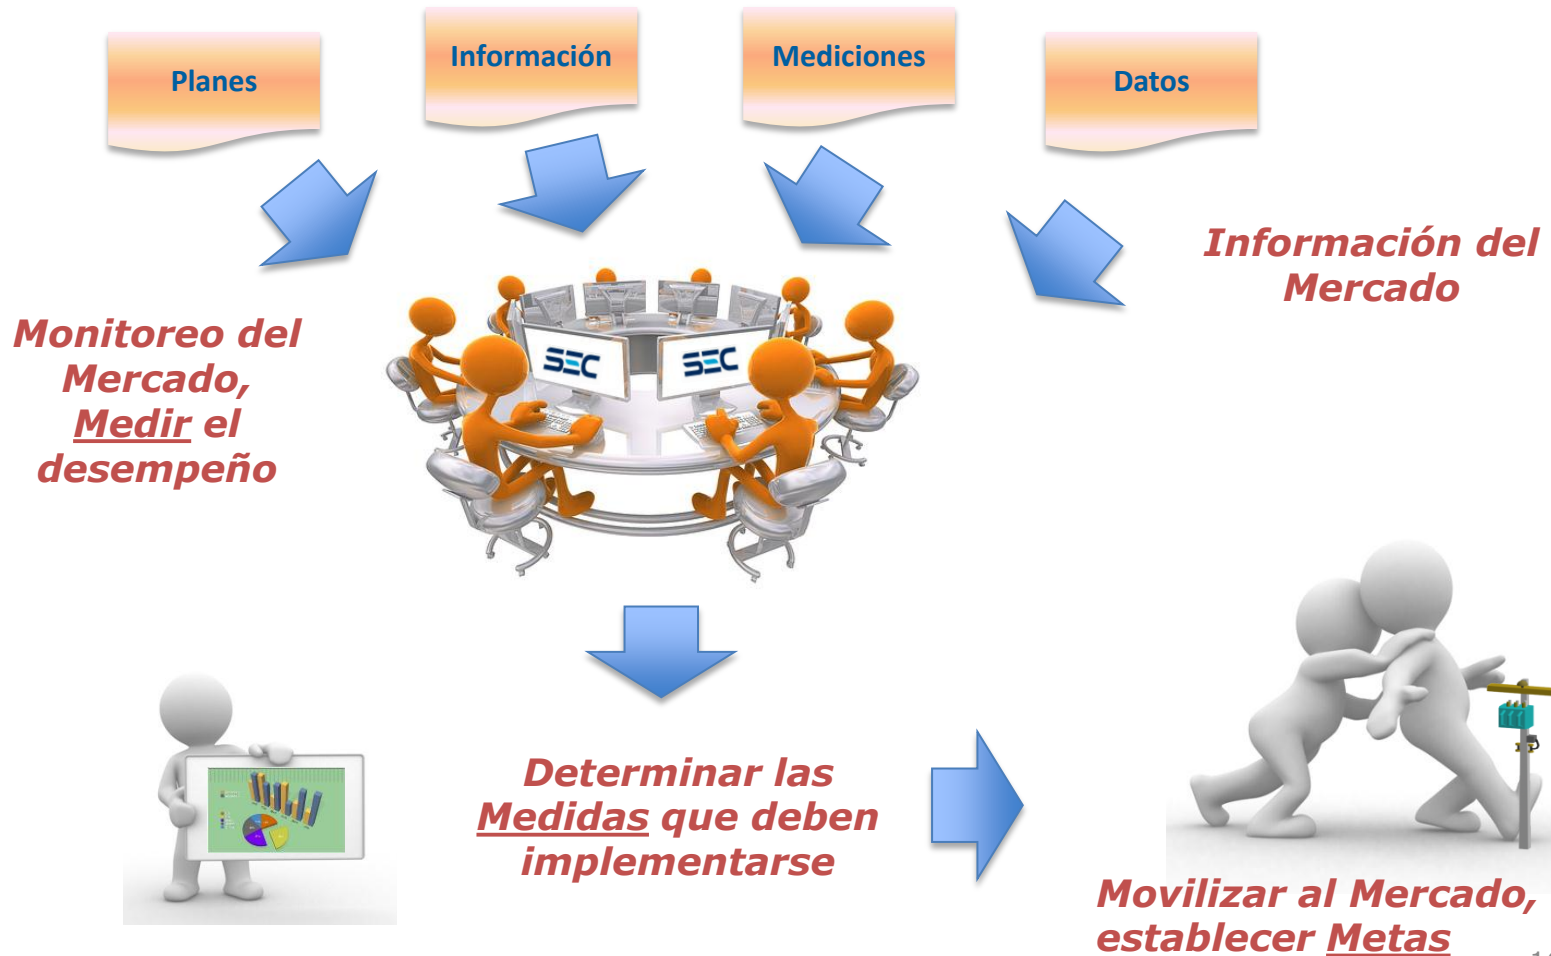 Planes
Información
Mediciones
Datos
Información del
Mercado
Monitoreo del
Mercado,
Medir el
desempeño
SEC
SEC
Determinar las
Medidas que deben
implementarse
Movilizar al Mercado,
establecer Metas